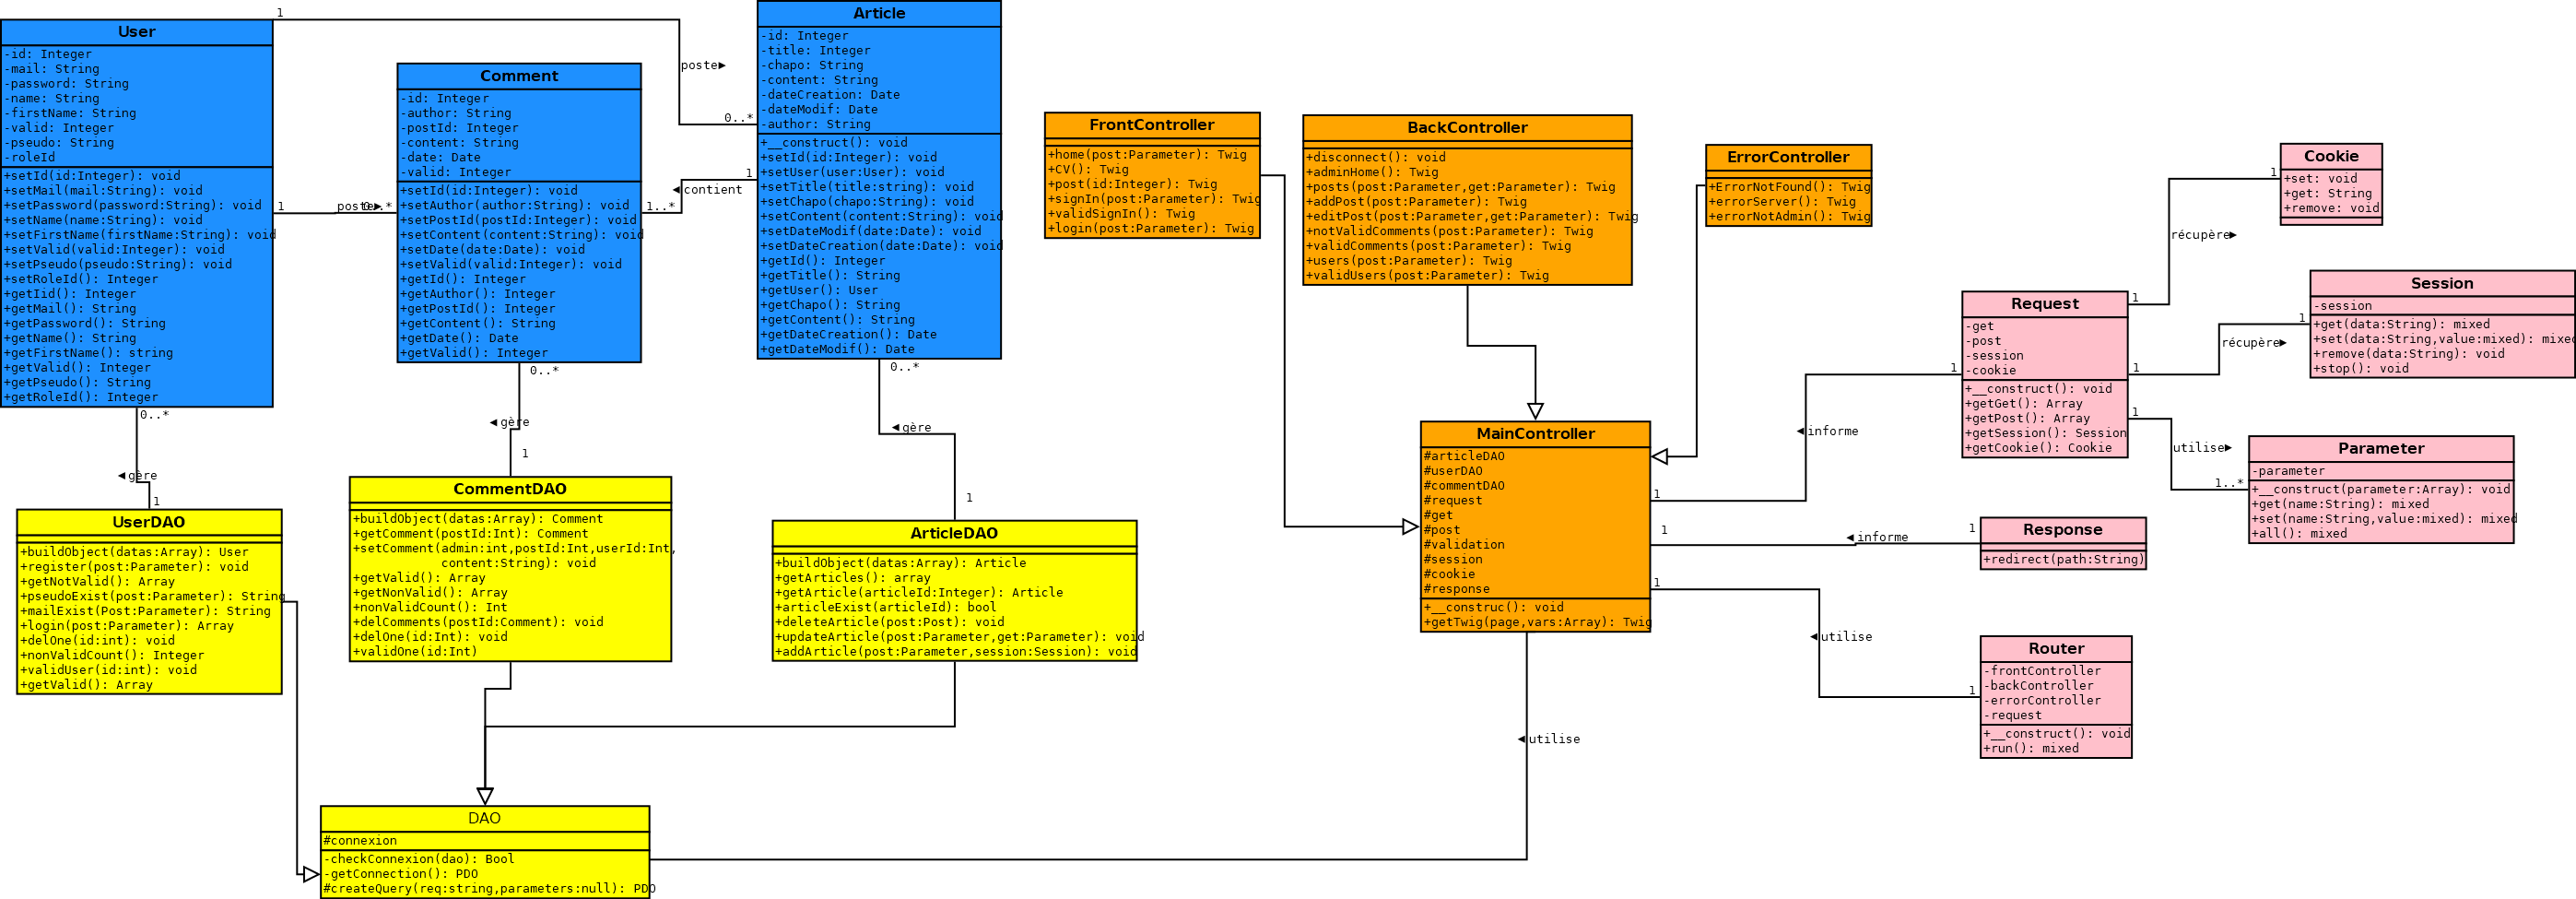 User
-id: Integer
-mail: String
-password: String
-name: String
-firstName: String
-valid: Integer
-pseudo: String
-roleId
+setId(id:Integer): void
+setMail(mail:String): void
+setPassword(password:String): void
+setName(name:String): void
+setFirstName(firstName:String): void
+setValid(valid:Integer): void
+setPseudo(pseudo:String): void
+setRoleId(): Integer
+getIid(): Integer
+getMail(): String
+getPassword(): String
+getName(): String
+getFirstName(): string
+getValid(): Integer
+getPseudo(): String
+getRoleId(): Integer
1
poste►
0..*
1
poste►
0..*
Comment
-id: Integer
-author: String
-postId: Integer
-content: String
-date: Date
-valid: Integer
+setId(id:Integer): void
+setAuthor(author:String): void
+setPostId(postId:Integer): void
+setContent(content:String): void
+setDate(date:Date): void
+setValid(valid:Integer): void
+getId(): Integer
+getAuthor(): Integer
+getPostId(): Integer
+getContent(): String
+getDate(): Date
+getValid(): Integer
1
◄contient
1..*
Article
-id: Integer
-title: Integer
-chapo: String
-content: String
-dateCreation: Date
-dateModif: Date
-author: String
+__construct(): void
+setId(id:Integer): void
+setUser(user:User): void
+setTitle(title:string): void
+setChapo(chapo:String): void
+setContent(content:String): void
+setDateModif(date:Date): void
+setDateCreation(date:Date): void
+getId(): Integer
+getTitle(): String
+getUser(): User
+getChapo(): String
+getContent(): String
+getDateCreation(): Date
+getDateModif(): Date
FrontController
+home(post:Parameter): Twig
+CV(): Twig
+post(id:Integer): Twig
+signIn(post:Parameter): Twig
+validSignIn(): Twig
+login(post:Parameter): Twig
BackController
+disconnect(): void
+adminHome(): Twig
+posts(post:Parameter,get:Parameter): Twig
+addPost(post:Parameter): Twig
+editPost(post:Parameter,get:Parameter): Twig
+notValidComments(post:Parameter): Twig
+validComments(post:Parameter): Twig
+users(post:Parameter): Twig
+validUsers(post:Parameter): Twig
ErrorController
+ErrorNotFound(): Twig
+errorServer(): Twig
+errorNotAdmin(): Twig
Cookie
+set: void
+get: String
+remove: void
1
récupère►
1
Session
-session
+get(data:String): mixed
+set(data:String,value:mixed): mixed
+remove(data:String): void
+stop(): void
1
récupère►
1
Request
-get
-post
-session
-cookie
+__construct(): void
+getGet(): Array
+getPost(): Array
+getSession(): Session
+getCookie(): Cookie
1
utilise►
1..*
Parameter
-parameter
+__construct(parameter:Array): void
+get(name:String): mixed
+set(name:String,value:mixed): mixed
+all(): mixed
1
◄informe
1
MainController
#articleDAO
#userDAO
#commentDAO
#request
#get
#post
#validation
#session
#cookie
#response
+__construc(): void
+getTwig(page,vars:Array): Twig
1
◄informe
1
Response
+redirect(path:String)
1
◄utilise
1
Router
-frontController
-backController
-errorController
-request
+__construct(): void
+run(): mixed
0..*
◄gère
1
UserDAO
+buildObject(datas:Array): User
+register(post:Parameter): void
+getNotValid(): Array
+pseudoExist(post:Parameter): String
+mailExist(Post:Parameter): String
+login(post:Parameter): Array
+delOne(id:int): void
+nonValidCount(): Integer
+validUser(id:int): void
+getValid(): Array
0..*
◄gère
1
CommentDAO
+buildObject(datas:Array): Comment
+getComment(postId:Int): Comment
+setComment(admin:int,postId:Int,userId:Int,
content:String): void
+getValid(): Array
+getNonValid(): Array
+nonValidCount(): Int
+delComments(postId:Comment): void
+delOne(id:Int): void
+validOne(id:Int)
0..*
◄gère
1
ArticleDAO
+buildObject(datas:Array): Article
+getArticles(): array
+getArticle(articleId:Integer): Article
+articleExist(articleId): bool
+deleteArticle(post:Post): void
+updateArticle(post:Parameter,get:Parameter): void
+addArticle(post:Parameter,session:Session): void
◄utilise
DAO
#connexion
-checkConnexion(dao): Bool
-getConnection(): PDO
#createQuery(req:string,parameters:null): PDO